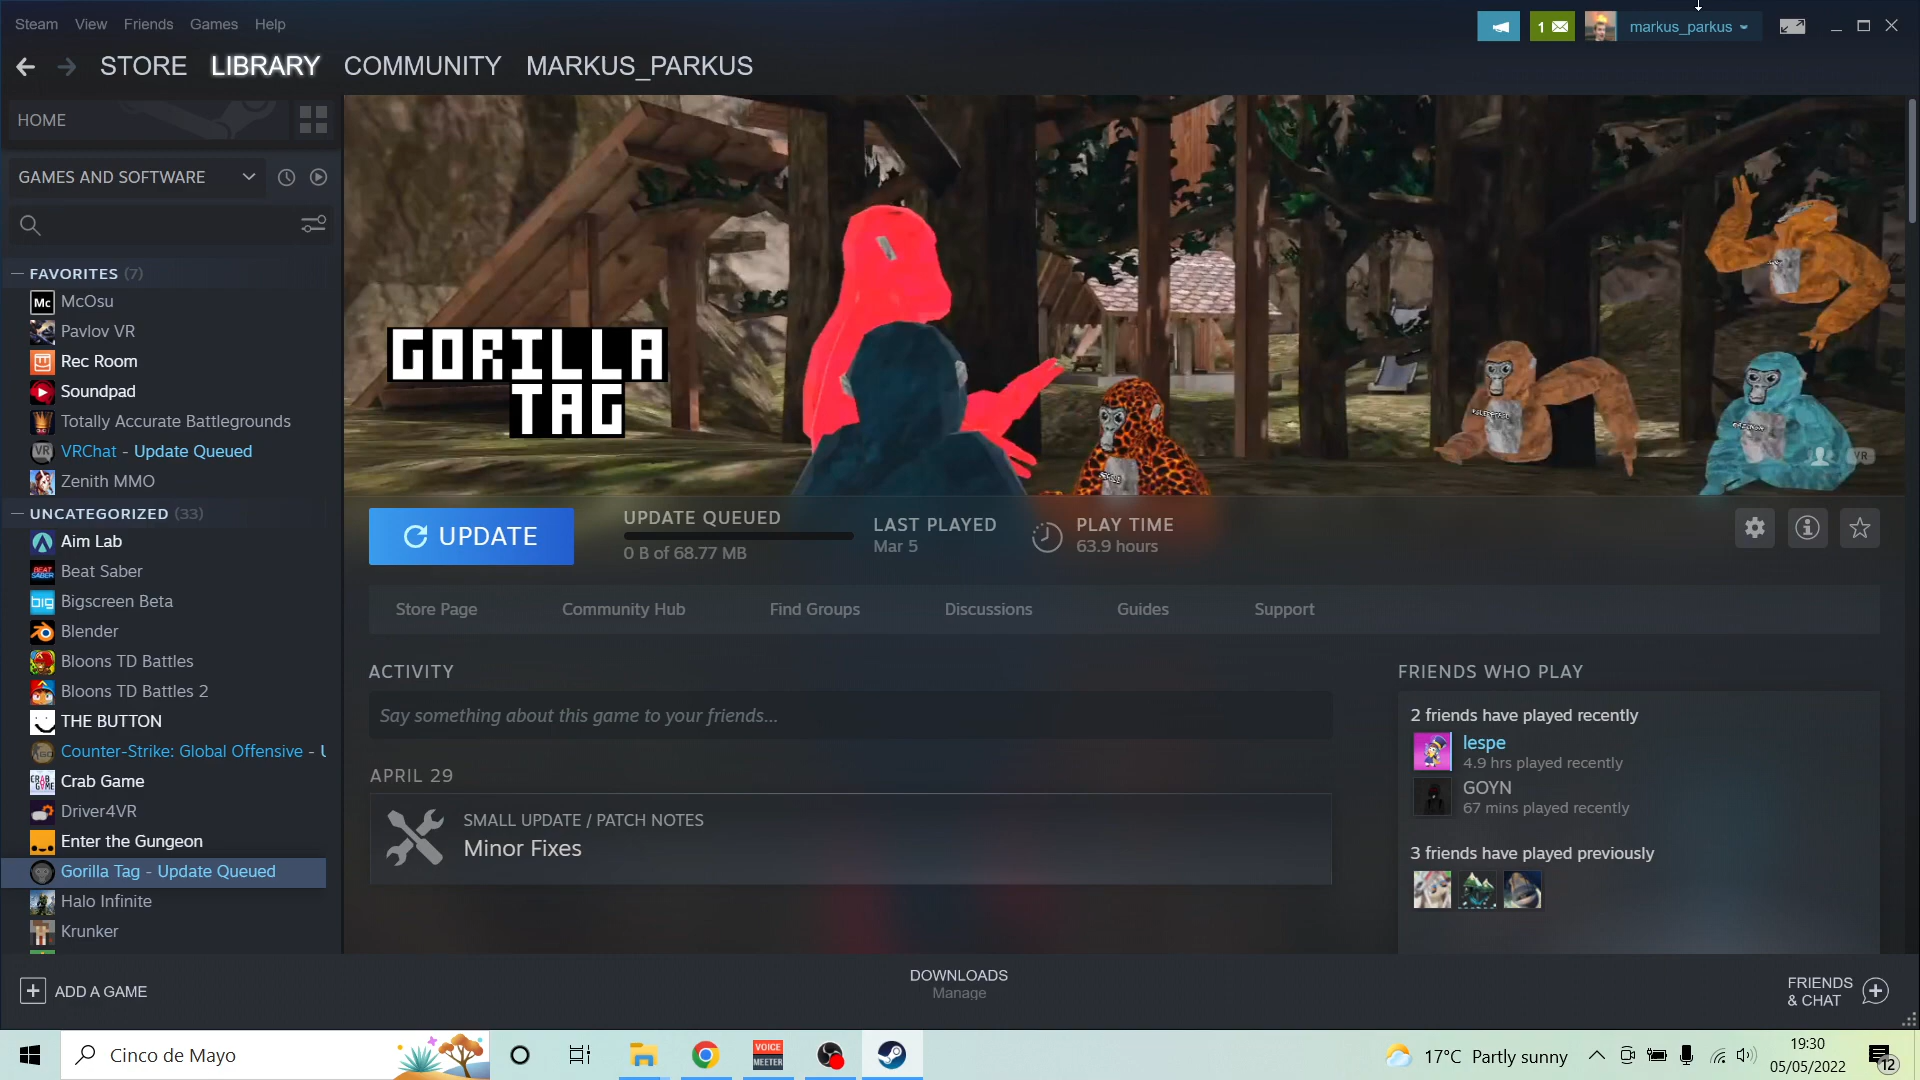 Steam View Friends Games Help
1 markus_parkus
STORE LIBRARY COMMUNITY MARKUS_PARKUS
HOME
GAMES AND SOFTWARE
FAVORITES (7)
Mc McOsu
Pavlov VR
Rec Room
Soundpad
Totally Accurate Battlegrounds
VR VRChat - Update Queued
Zenith MMO
UNCATEGORIZED (33)
Aim Lab
BEAT SABER Beat Saber
big Bigscreen Beta
Blender
Bloons TD Battles
Bloons TD Battles 2
THE BUTTON
Counter-Strike: Global Offensive - U
CRAB GAME Crab Game
Driver4VR
Enter the Gungeon
Gorilla Tag - Update Queued
Halo Infinite
Krunker
ADD A GAME
GORILLA
TAG
VR
UPDATE
UPDATE QUEUED
0 B of 68.77 MB
LAST PLAYED
Mar 5
PLAY TIME
63.9 hours
Store Page Community Hub Find Groups Discussions Guides Support
ACTIVITY
Say something about this game to your friends...
APRIL 29
SMALL UPDATE / PATCH NOTES
Minor Fixes
FRIENDS WHO PLAY
2 friends have played recently
lespe
4.9 hrs played recently
GOYN
67 mins played recently
3 friends have played previously
DOWNLOADS
Manage
FRIENDS
& CHAT
Cinco de Mayo
VOICE
MEETER
17°C Partly sunny
19:30
05/05/2022
12